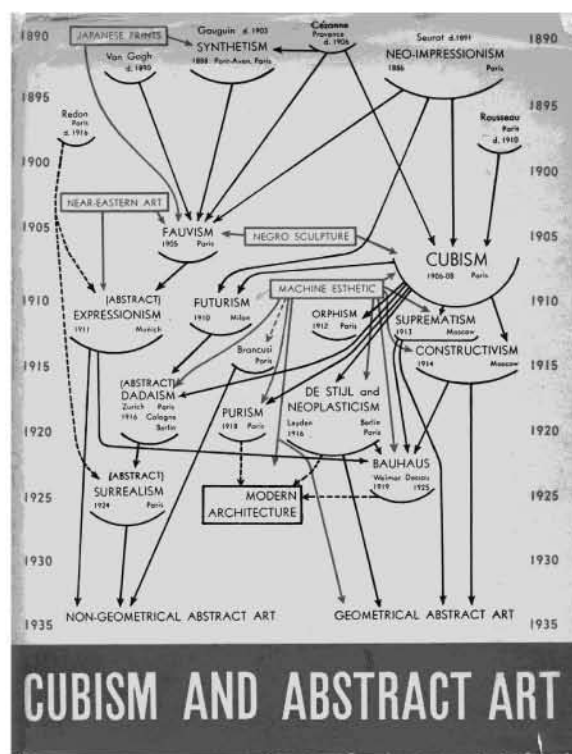 1890
JAPANESE PRINTS
Gauguin d. 1903
SYNTHETISM
1888 Pont-Aven, Paris
Cézanne
Provence
d. 1906
Seurot d.1891
NEO-IMPRESSIONISM
1886 Paris
1890
Van Gogh
d. 1890
1895
1895
Redon
Paris
d. 1916
Rousseau
Paris
d. 1910
1900
1900
NEAR-EASTERN ART
1905
FAUVISM
1905 Paris
NEGRO SCULPTURE
1905
CUBISM
1906-08 Paris
1910
(ABSTRACT)
EXPRESSIONISM
1911 Munich
FUTURISM
1910 Milan
MACHINE ESTHETIC
ORPHISM
1912 Paris
SUPREMATISM
1913 Moscow
1910
Brancusi
Paris
CONSTRUCTIVISM
1914 Moscow
1915
1915
(ABSTRACT)
DADAISM
Zurich Paris
1916 Cologne
Berlin
PURISM
1918 Paris
DE STIJL and
NEOPLASTICISM
Leyden Berlin
1916 Paris
1920
1920
(ABSTRACT)
SURREALISM
1924 Paris
BAUHAUS
Weimar Dessau
1919 1925
1925
MODERN
ARCHITECTURE
1925
1930
1930
1935
NON-GEOMETRICAL ABSTRACT ART
GEOMETRICAL ABSTRACT ART
1935
CUBISM AND ABSTRACT ART